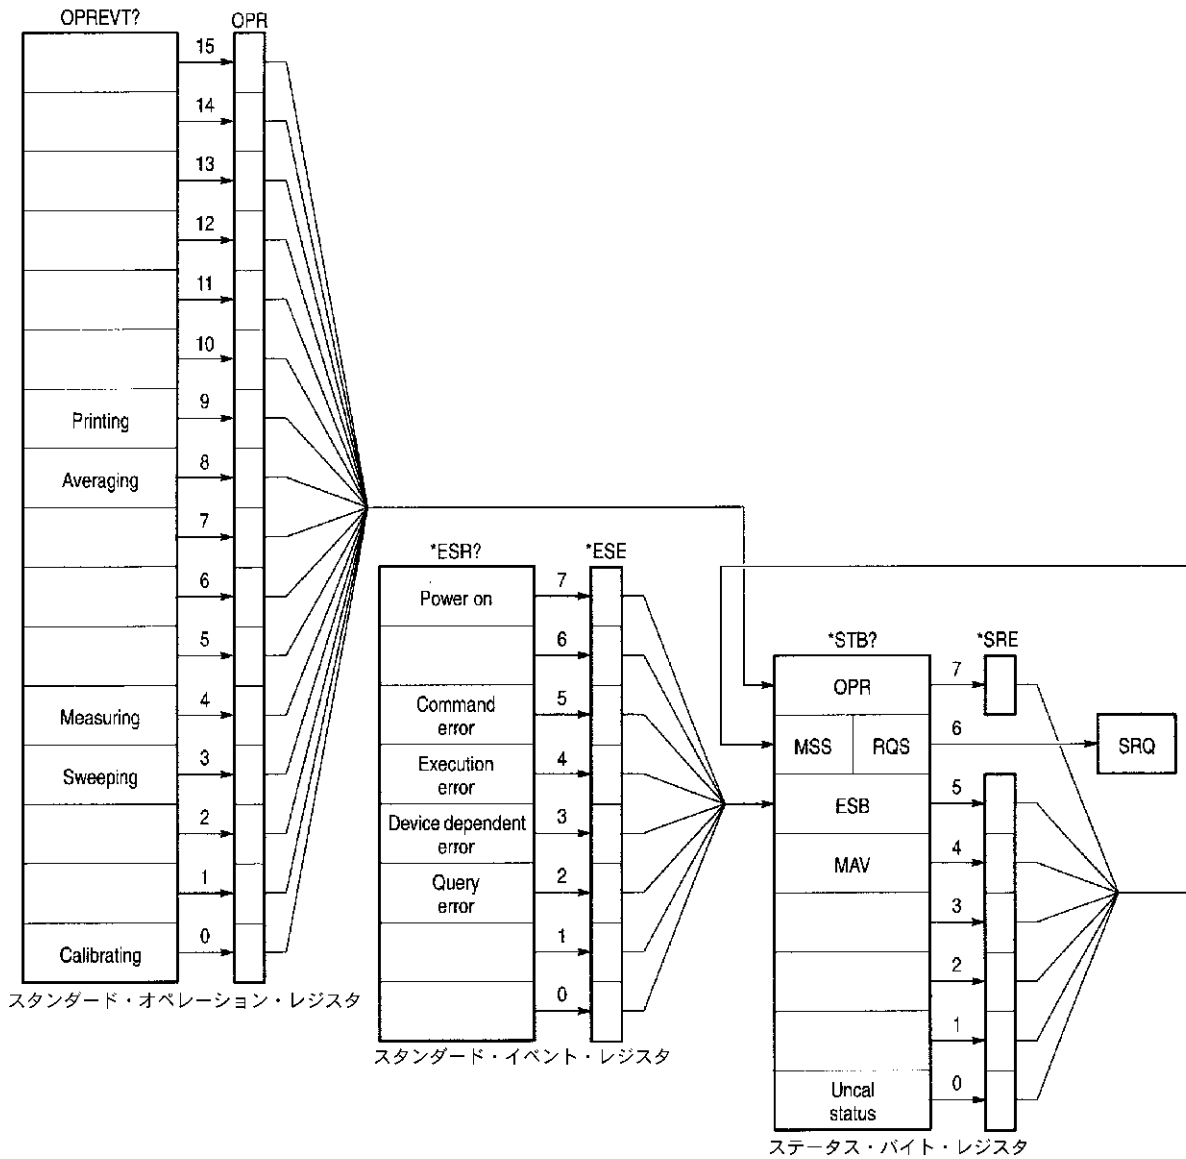 OPREVT?
OPR
15
14
13
12
11
10
Printing
9
Averaging
8
7
6
5
Measuring
4
Sweeping
3
2
1
Calibrating
0
スタンダード・オペレーション・レジスタ
*ESR?
*ESE
Power on
7
6
Command
error
5
Execution
error
4
Device dependent
error
3
Query
error
2
1
0
スタンダード・イベント・レジスタ
*STB?
*SRE
OPR
7
MSS
RQS
6
SRQ
ESB
5
MAV
4
3
2
1
Uncal
status
0
ステータス・バイト・レジスタ